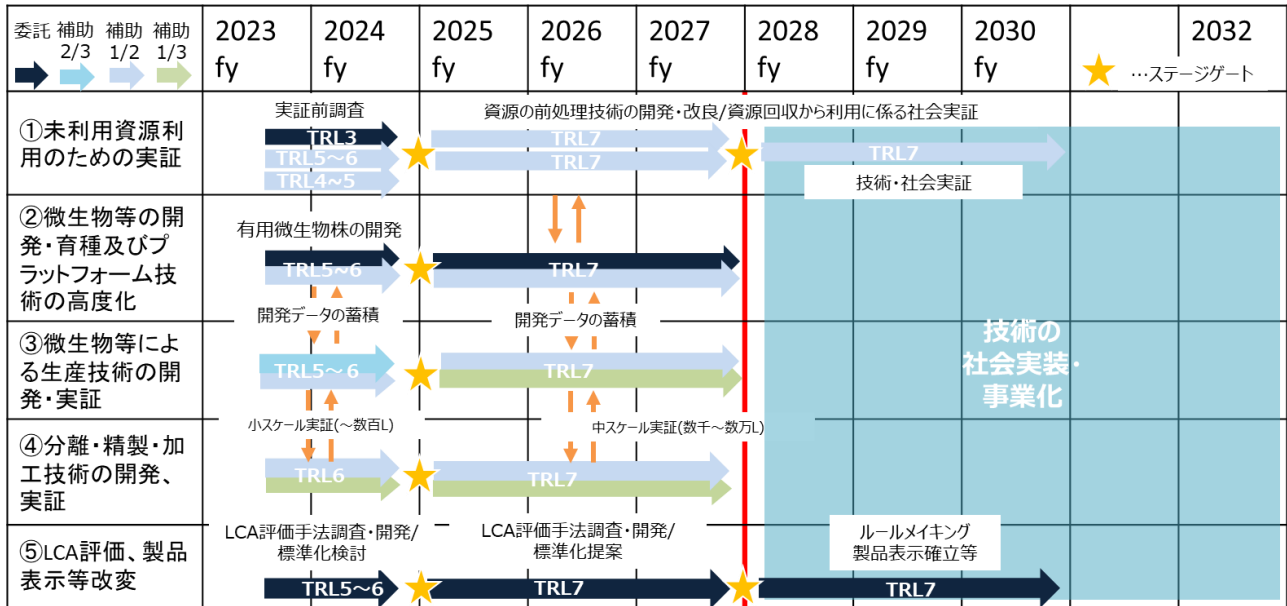 委託 補助 補助 補助
2/3 1/2 1/3
2023 fy
2024 fy
2025 fy
2026 fy
2027 fy
2028 fy
2029 fy
2030 fy
2032
…ステージゲート
①未利用資源利
用のための実証
実証前調査
TRL3
TRL5～6
TRL4~5
資源の前処理技術の開発・改良/資源回収から利用に係る社会実証
TRL7
TRL7
TRL7
技術・社会実証
②微生物等の開
発・育種及びプ
ラットフォーム技
術の高度化
有用微生物株の開発
TRL5~6
TRL7
開発データの蓄積
開発データの蓄積
③微生物等によ
る生産技術の開
発・実証
TRL5～6
TRL7
小スケール実証(～数百L)
中スケール実証(数千～数万L)
技術の
社会実装・
事業化
④分離・精製・加
工技術の開発、
実証
TRL6
TRL7
⑤LCA評価、製品
表示等改変
LCA評価手法調査・開発/
標準化検討
LCA評価手法調査・開発/
標準化提案
ルールメイキング
製品表示確立等
TRL5~6
TRL7
TRL7